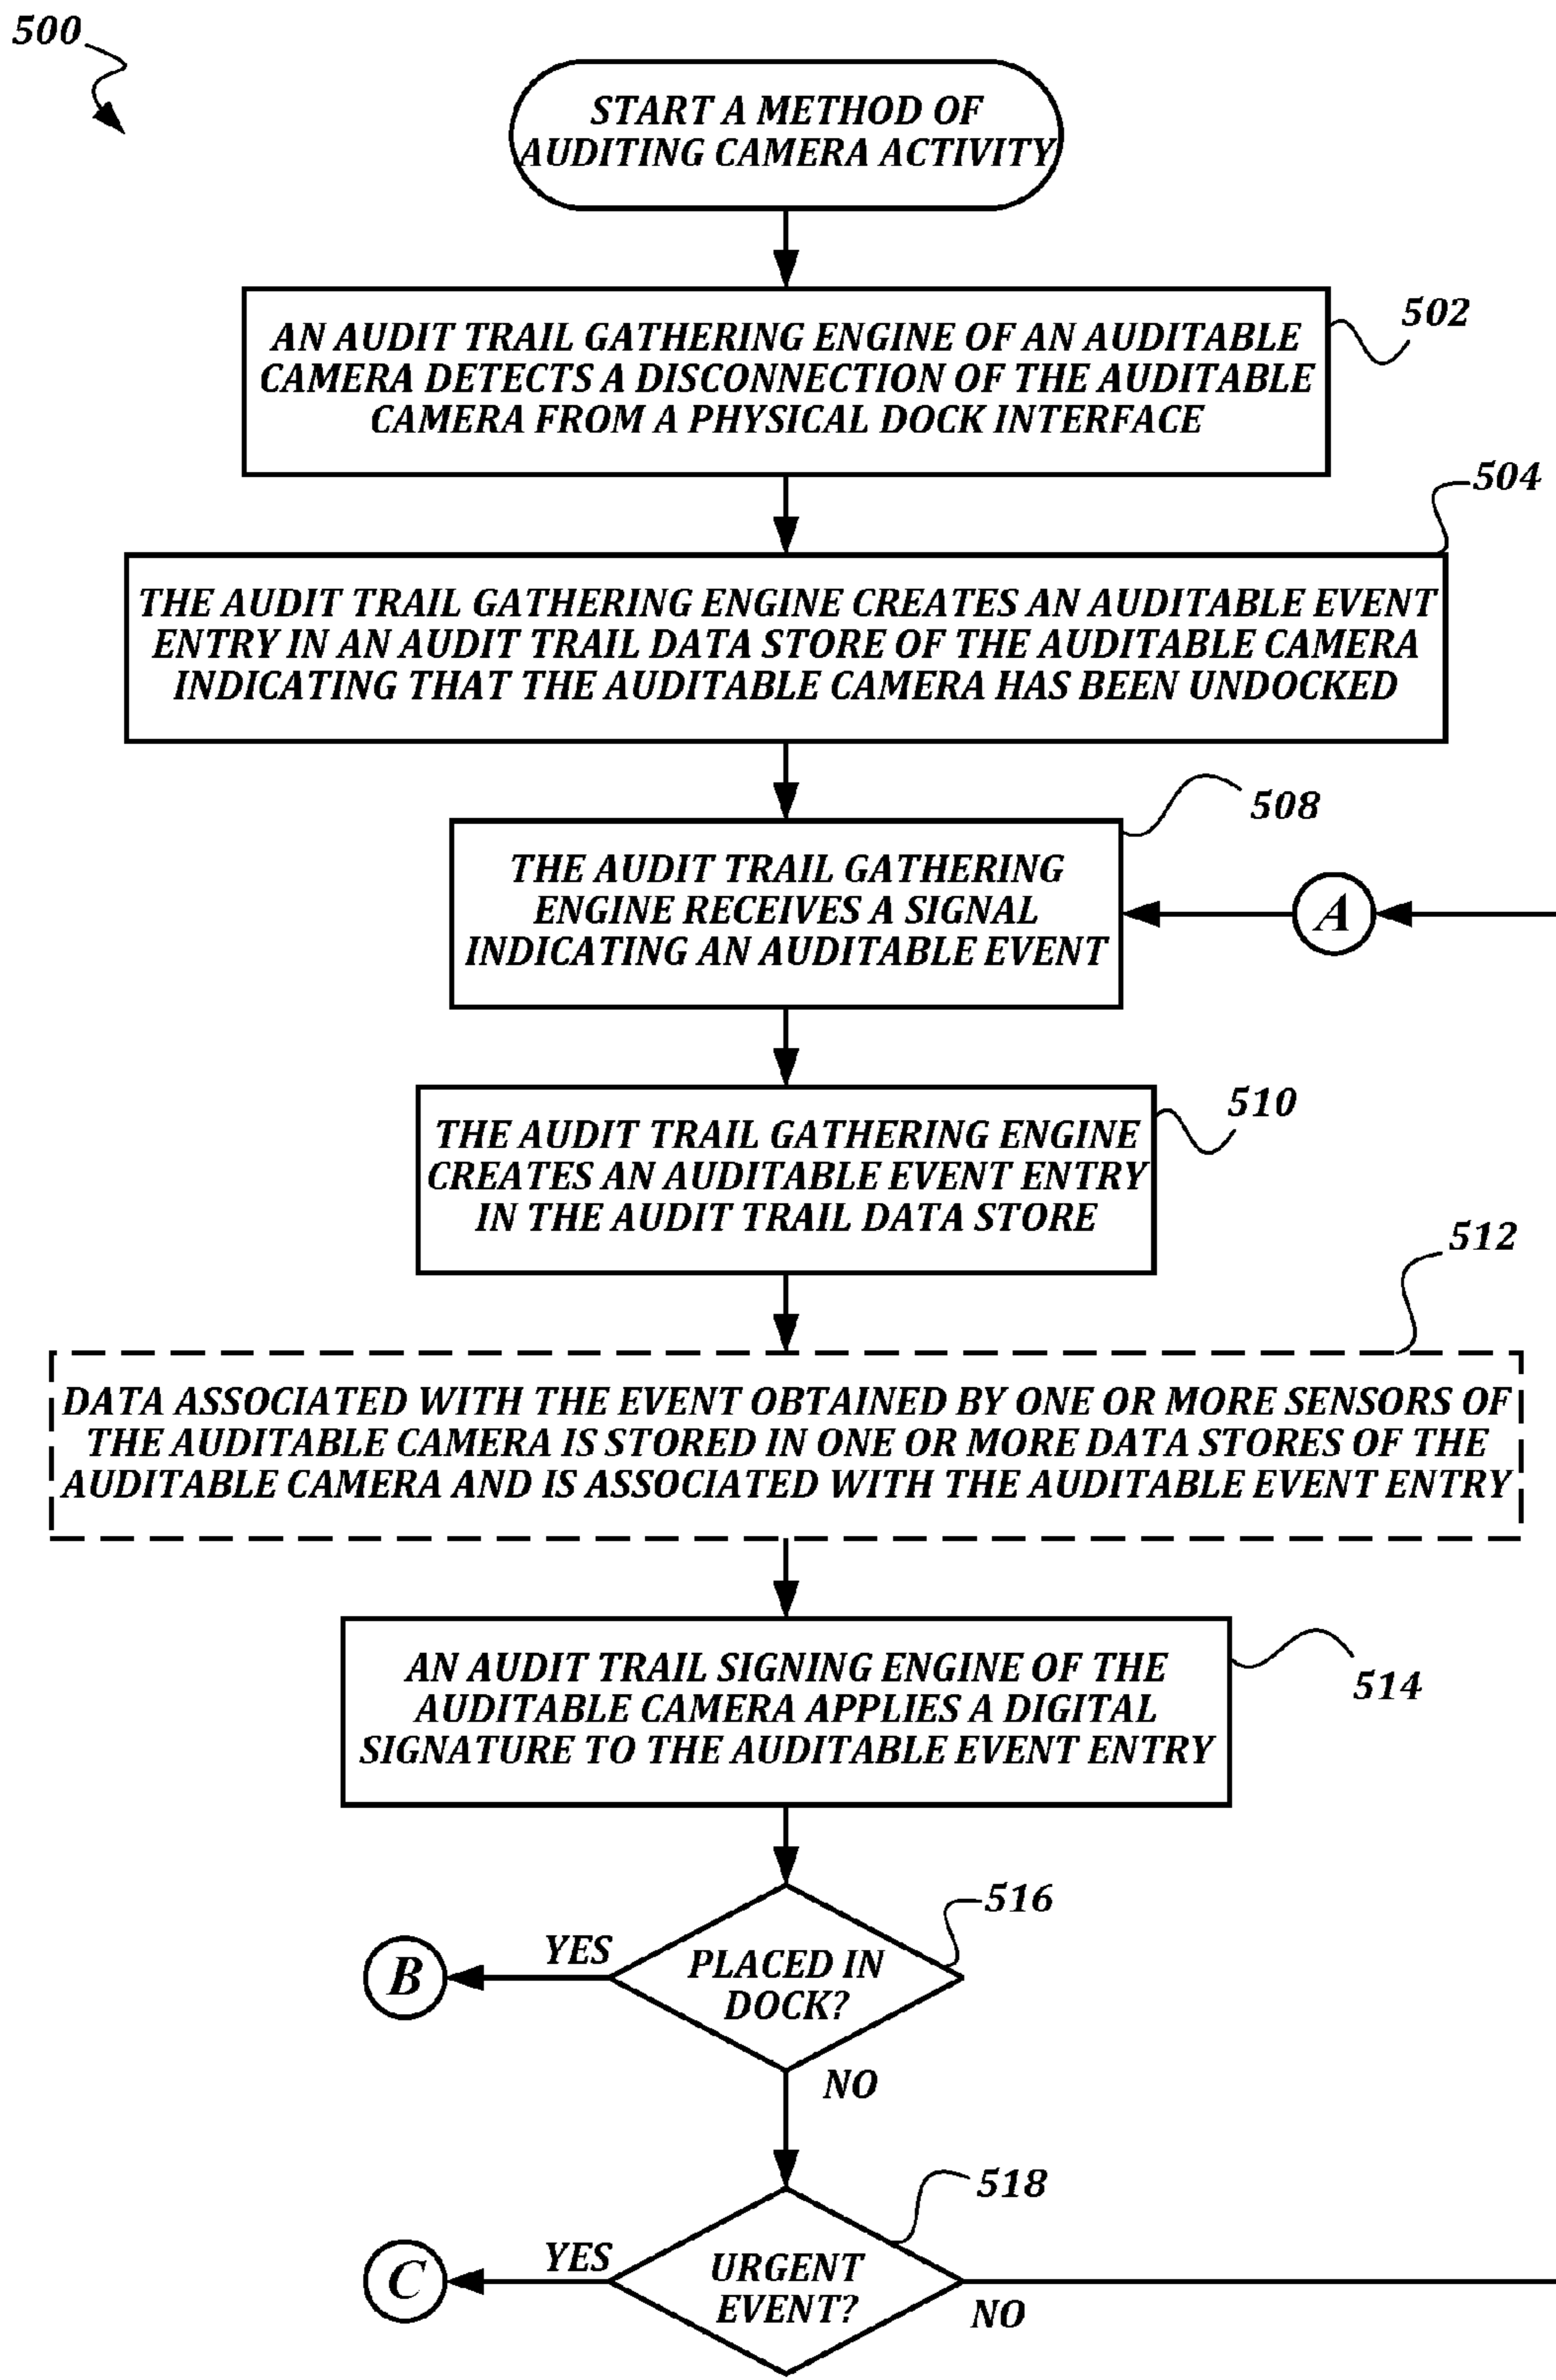 500
START A METHOD OF
AUDITING CAMERA ACTIVITY
AN AUDIT TRAIL GATHERING ENGINE OF AN AUDITABLE
CAMERA DETECTS A DISCONNECTION OF THE AUDITABLE
CAMERA FROM A PHYSICAL DOCK INTERFACE
502
504
THE AUDIT TRAIL GATHERING ENGINE CREATES AN AUDITABLE EVENT
ENTRY IN AN AUDIT TRAIL DATA STORE OF THE AUDITABLE CAMERA
INDICATING THAT THE AUDITABLE CAMERA HAS BEEN UNDOCKED
508
THE AUDIT TRAIL GATHERING
ENGINE RECEIVES A SIGNAL
INDICATING AN AUDITABLE EVENT
A
510
THE AUDIT TRAIL GATHERING ENGINE
CREATES AN AUDITABLE EVENT ENTRY
IN THE AUDIT TRAIL DATA STORE
512
DATA ASSOCIATED WITH THE EVENT OBTAINED BY ONE OR MORE SENSORS OF
THE AUDITABLE CAMERA IS STORED IN ONE OR MORE DATA STORES OF THE
AUDITABLE CAMERA AND IS ASSOCIATED WITH THE AUDITABLE EVENT ENTRY
AN AUDIT TRAIL SIGNING ENGINE OF THE
AUDITABLE CAMERA APPLIES A DIGITAL
SIGNATURE TO THE AUDITABLE EVENT ENTRY
514
516
B
YES
PLACED IN
DOCK?
NO
518
C
YES
URGENT
EVENT?
NO